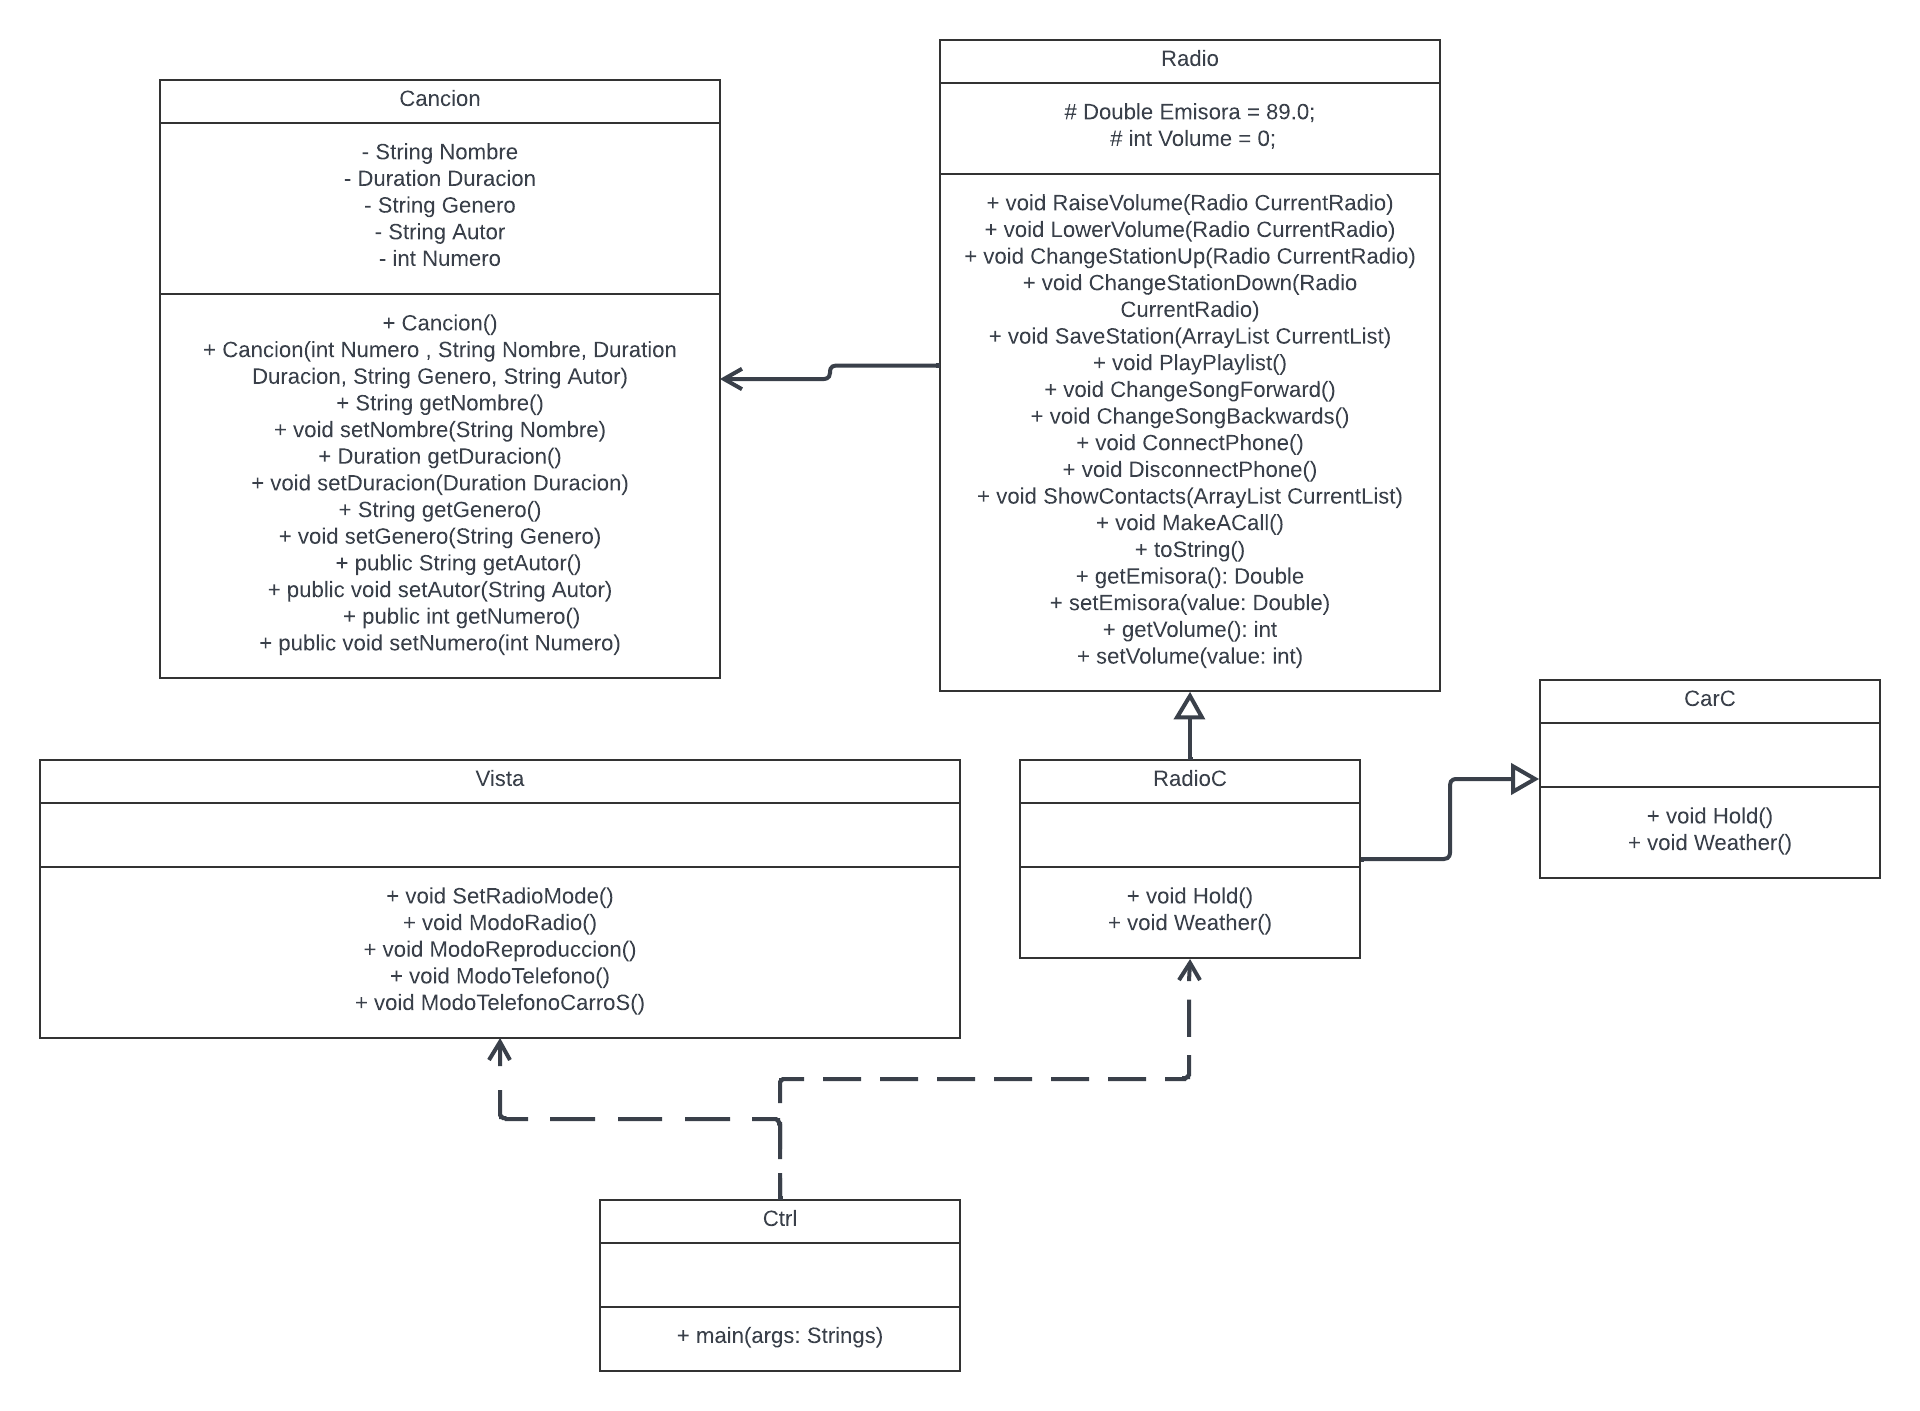 Cancion
- String Nombre
- Duration Duracion
- String Genero
- String Autor
- int Numero
+ Cancion()
+ Cancion(int Numero , String Nombre, Duration
Duracion, String Genero, String Autor)
+ String getNombre()
+ void setNombre(String Nombre)
+ Duration getDuracion()
+ void setDuracion(Duration Duracion)
+ String getGenero()
+ void setGenero(String Genero)
+ public String getAutor()
+ public void setAutor(String Autor)
+ public int getNumero()
+ public void setNumero(int Numero)
Radio
# Double Emisora = 89.0;
# int Volume = 0;
+ void RaiseVolume(Radio CurrentRadio)
+ void LowerVolume(Radio CurrentRadio)
+ void ChangeStationUp(Radio CurrentRadio)
+ void ChangeStationDown(Radio
CurrentRadio)
+ void SaveStation(ArrayList CurrentList)
+ void PlayPlaylist()
+ void ChangeSongForward()
+ void ChangeSongBackwards()
+ void ConnectPhone()
+ void DisconnectPhone()
+ void ShowContacts(ArrayList CurrentList)
+ void MakeACall()
+ toString()
+ getEmisora(): Double
+ setEmisora(value: Double)
+ getVolume(): int
+ setVolume(value: int)
CarC
+ void Hold()
+ void Weather()
Vista
+ void SetRadioMode()
+ void ModoRadio()
+ void ModoReproduccion()
+ void ModoTelefono()
+ void ModoTelefonoCarroS()
RadioC
+ void Hold()
+ void Weather()
Ctrl
+ main(args: Strings)